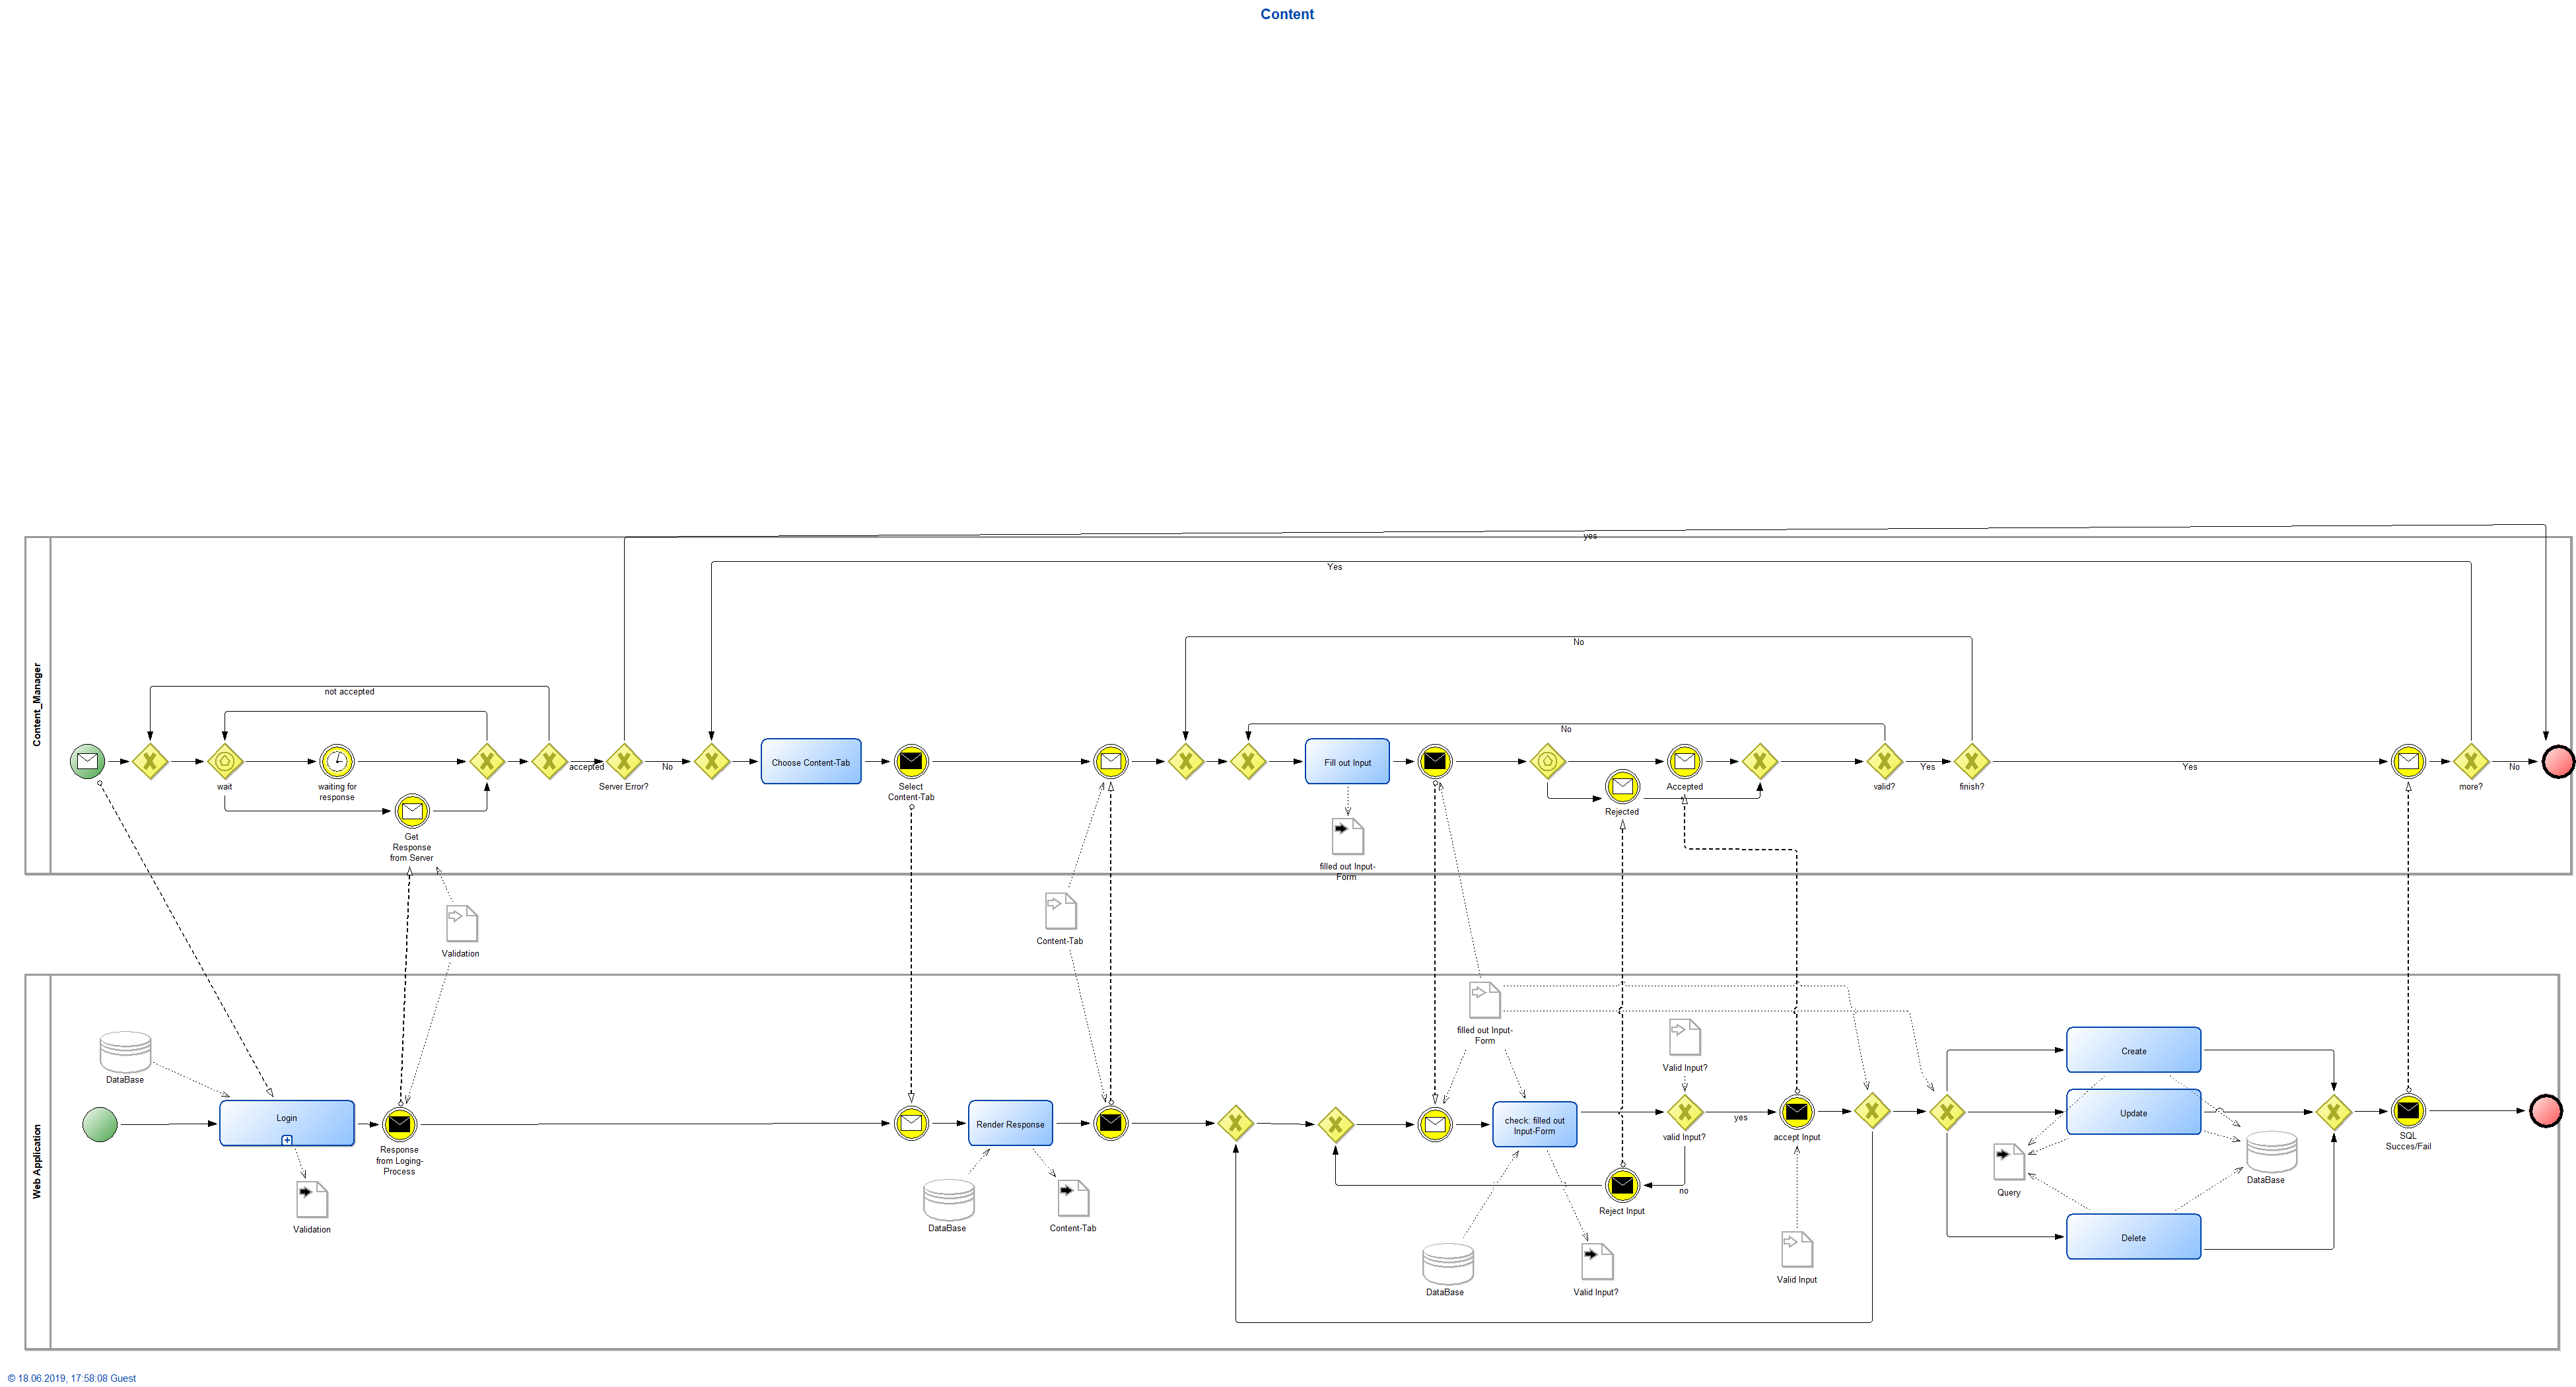 Content
yes
Yes
No
not accepted
No
Content_Manager
accepted
No
Yes
Yes
No
wait
waiting for
response
Server Error?
Choose Content-Tab
Select
Content-Tab
Fill out Input
Accepted
Rejected
valid?
finish?
more?
Get
Response
from Server
filled out Input-
Form
Validation
Content-Tab
Web Application
filled out Input-
Form
Valid Input?
DataBase
Login
Response
from Loging-
Process
Validation
Render Response
DataBase
Content-Tab
check: filled out
Input-Form
valid Input?
yes
accept Input
no
Reject Input
DataBase
Valid Input?
Valid Input
Create
Update
Delete
Query
DataBase
SQL
Succes/Fail
© 18.06.2019, 17:58:08 Guest